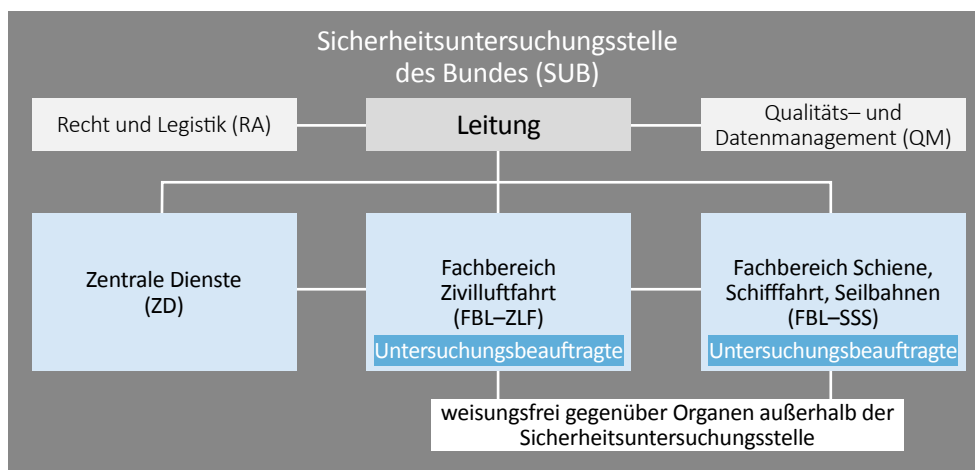 Sicherheitsuntersuchungsstelle
des Bundes (SUB)
Recht und Legistik (RA)
Leitung
Qualitäts– und
Datenmanagement (QM)
Zentrale Dienste
(ZD)
Fachbereich
Zivilluftfahrt
(FBL–ZLF)
Untersuchungsbeauftragte
Fachbereich Schiene,
Schifffahrt, Seilbahnen
(FBL–SSS)
Untersuchungsbeauftragte
weisungsfrei gegenüber Organen außerhalb der
Sicherheitsuntersuchungsstelle